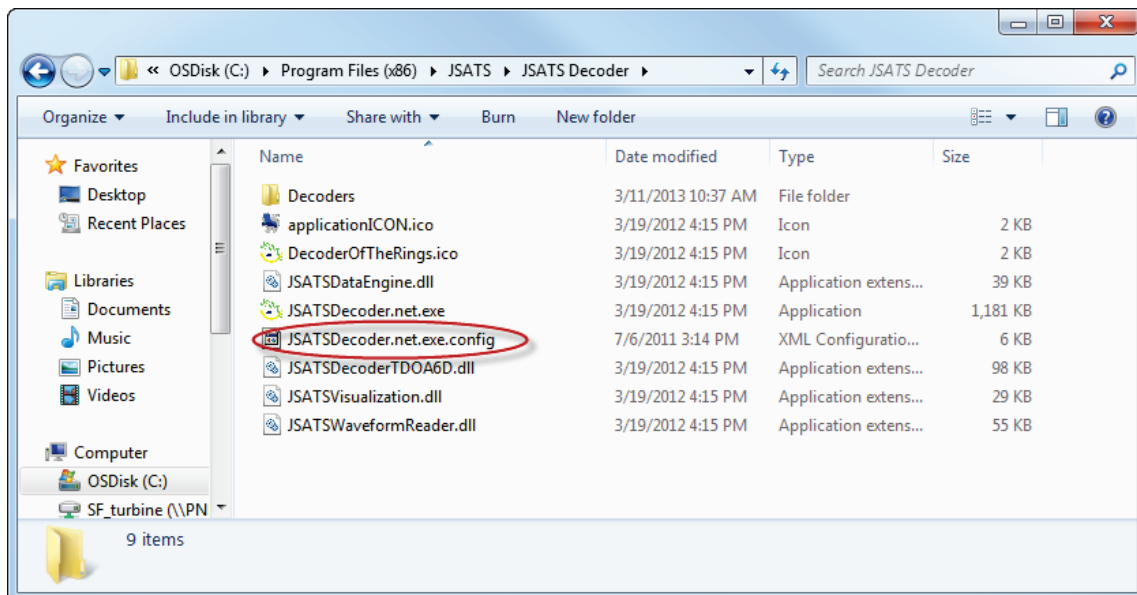 « OSDisk (C:) ▸ Program Files (x86) ▸ JSATS ▸ JSATS Decoder ▸ Search JSATS Decoder
Organize Include in library Share with Burn New folder
Favorites
Desktop
Recent Places
Libraries
Documents
Music
Pictures
Videos
Computer
OSDisk (C:)
SF_turbine (\\PN
Name Date modified Type Size
Decoders 3/11/2013 10:37 AM File folder
applicationICON.ico 3/19/2012 4:15 PM Icon 2 KB
DecoderOfTheRings.ico 3/19/2012 4:15 PM Icon 2 KB
JSATSDataEngine.dll 3/19/2012 4:15 PM Application extens... 39 KB
JSATSDecoder.net.exe 3/19/2012 4:15 PM Application 1,181 KB
JSATSDecoder.net.exe.config 7/6/2011 3:14 PM XML Configuratio... 6 KB
JSATSDecoderTDOA6D.dll 3/19/2012 4:15 PM Application extens... 98 KB
JSATSVisualization.dll 3/19/2012 4:15 PM Application extens... 29 KB
JSATSWaveformReader.dll 3/19/2012 4:15 PM Application extens... 55 KB
9 items